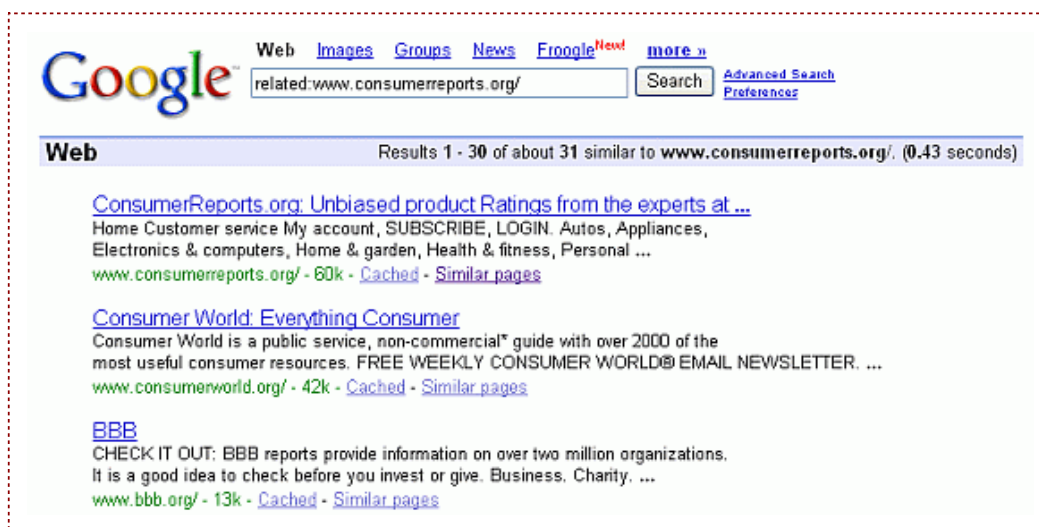 Google™
Web Images Groups News Froogle New! more »
related:www.consumerreports.org/ Search Advanced Search
Preferences
Web Results 1 - 30 of about 31 similar to www.consumerreports.org/. (0.43 seconds)
ConsumerReports.org: Unbiased product Ratings from the experts at ...
Home Customer service My account, SUBSCRIBE, LOGIN. Autos, Appliances,
Electronics & computers, Home & garden, Health & fitness, Personal ...
www.consumerreports.org/ - 60k - Cached - Similar pages
Consumer World: Everything Consumer
Consumer World is a public service, non-commercial* guide with over 2000 of the
most useful consumer resources. FREE WEEKLY CONSUMER WORLD® EMAIL NEWSLETTER. ...
www.consumerworld.org/ - 42k - Cached - Similar pages
BBB
CHECK IT OUT: BBB reports provide information on over two million organizations.
It is a good idea to check before you invest or give. Business. Charity. ...
www.bbb.org/ - 13k - Cached - Similar pages